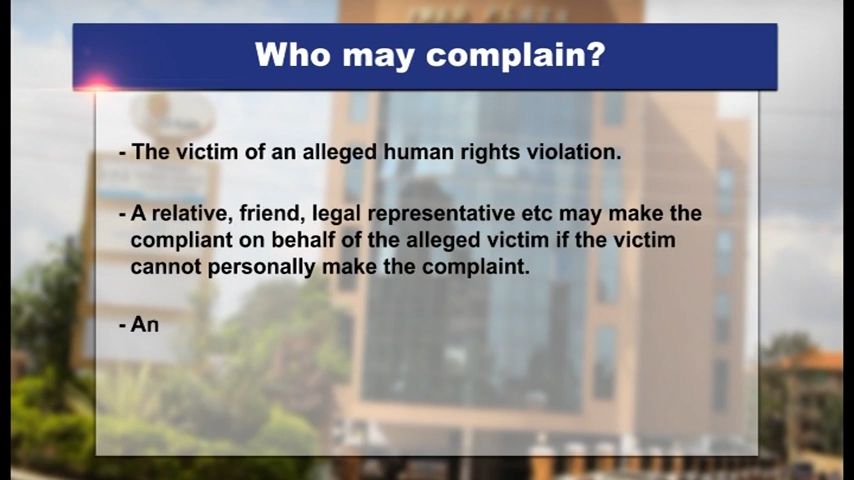 Who may complain?
- The victim of an alleged human rights violation.
- A relative, friend, legal representative etc may make the
compliant on behalf of the alleged victim if the victim
cannot personally make the complaint.
- An